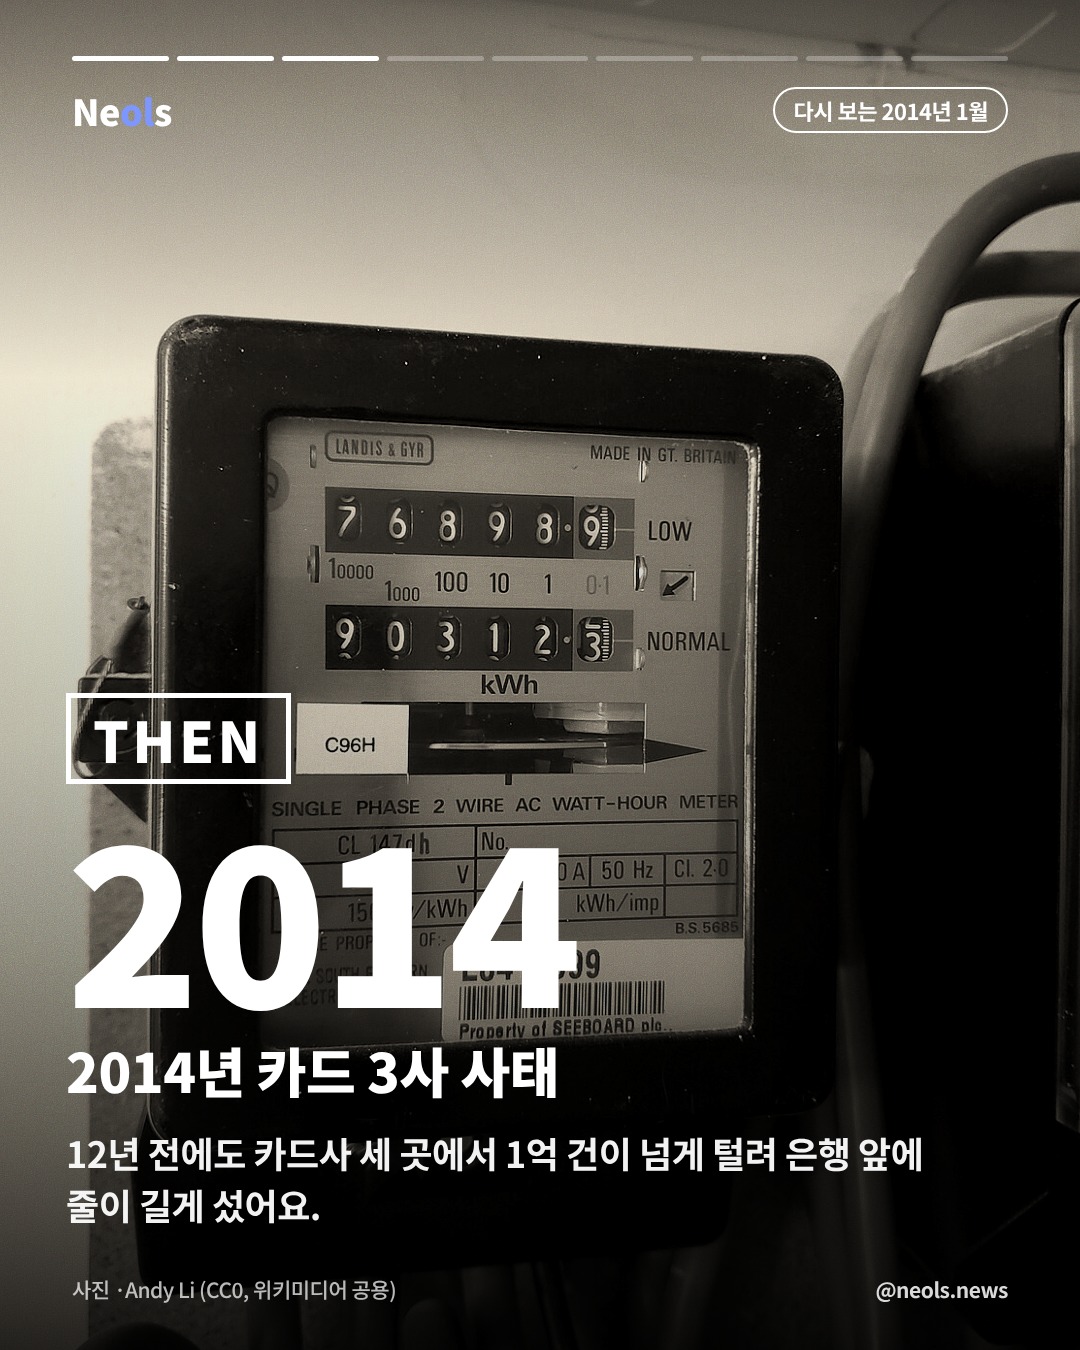 Neols
다시 보는 2014년 1월
LANDIS & GYR
MADE IN GT. BRITAIN
7 6 8 9 8 9
LOW
10000 1000 100 10 1 0·1
9 0 3 1 2 3
NORMAL
kWh
THEN
C96H
SINGLE PHASE 2 WIRE AC WATT-HOUR METER
CL 147dh
No.
V
A 50 Hz Cl. 2·0
/kWh
kWh/imp
B.S. 5685
OF:-
2014
Property of SEEBOARD plc.
2014년 카드 3사 사태
12년 전에도 카드사 세 곳에서 1억 건이 넘게 털려 은행 앞에
줄이 길게 섰어요.
사진 · Andy Li (CC0, 위키미디어 공용)
@neols.news